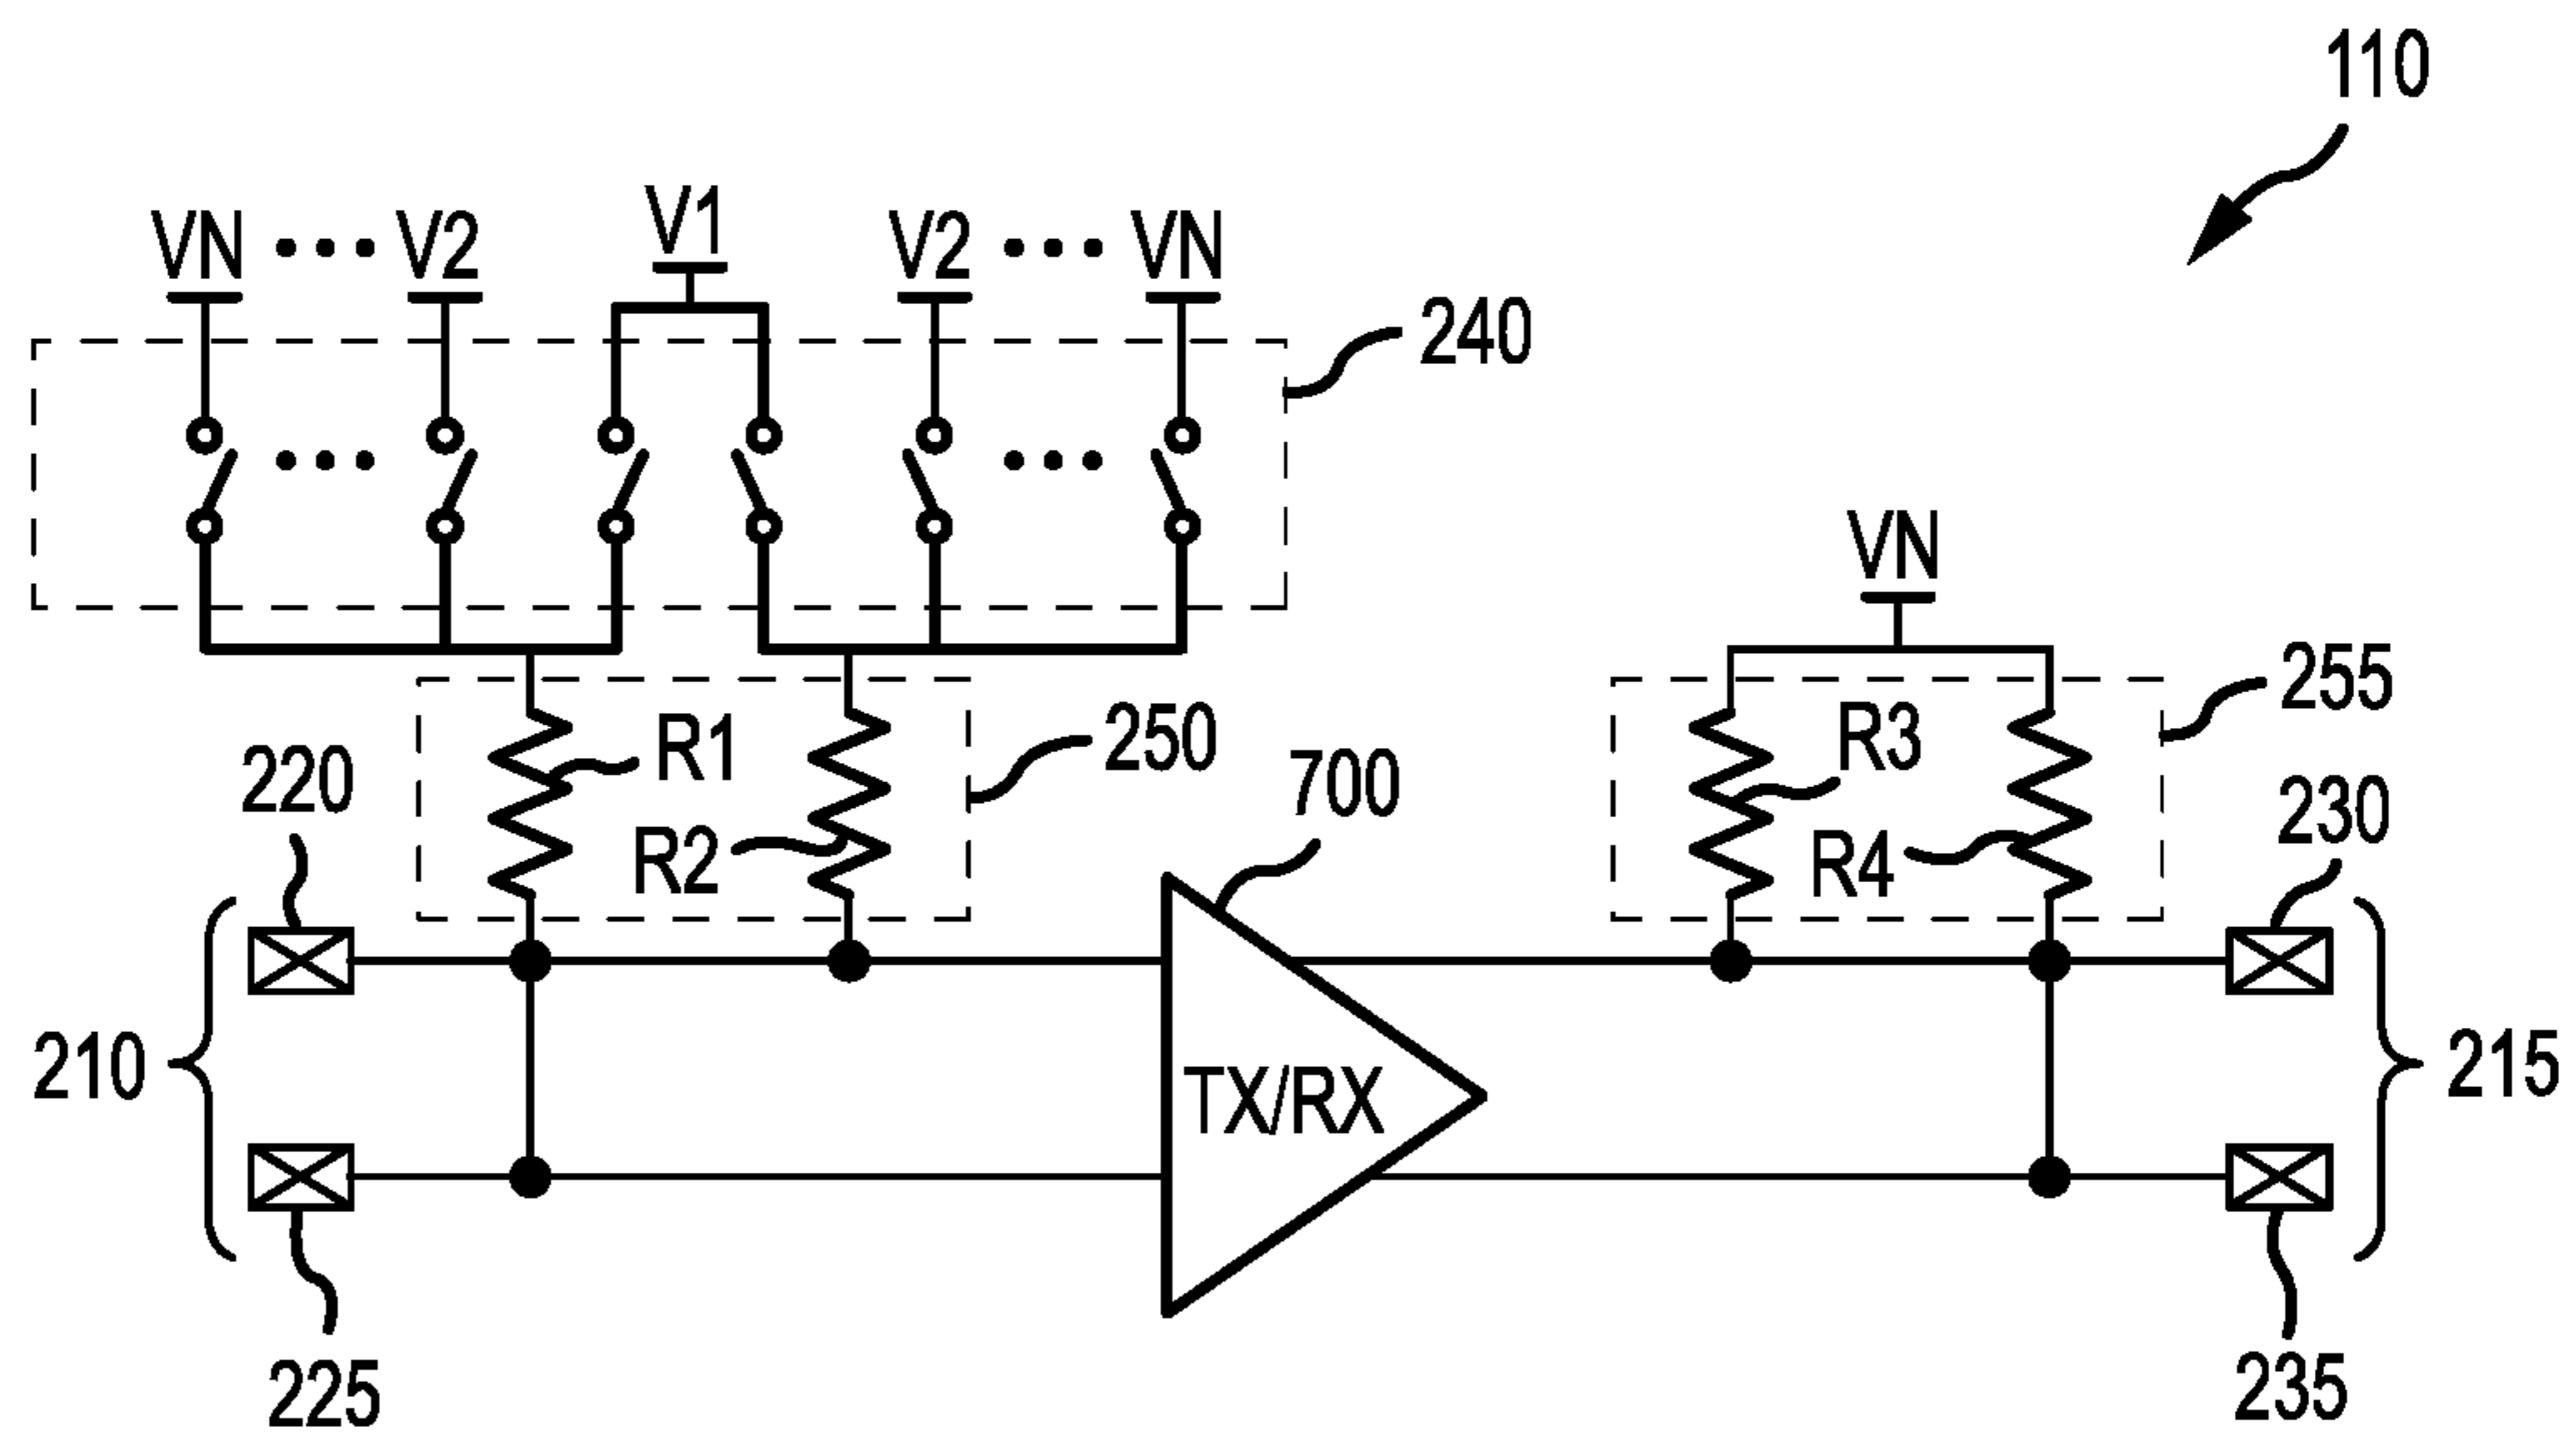 110
VN ••• V2 V1 V2 ••• VN
240
VN
255
R1 250 R3
220 700 230
R2 R4
210 TX/RX 215
225 235